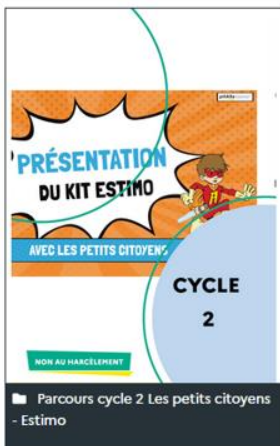 PRÉSENTATION
DU KIT ESTIMO
AVEC LES PETITS CITOYENS
CYCLE
2
NON AU HARCÈLEMENT
Parcours cycle 2 Les petits citoyens
- Estimo